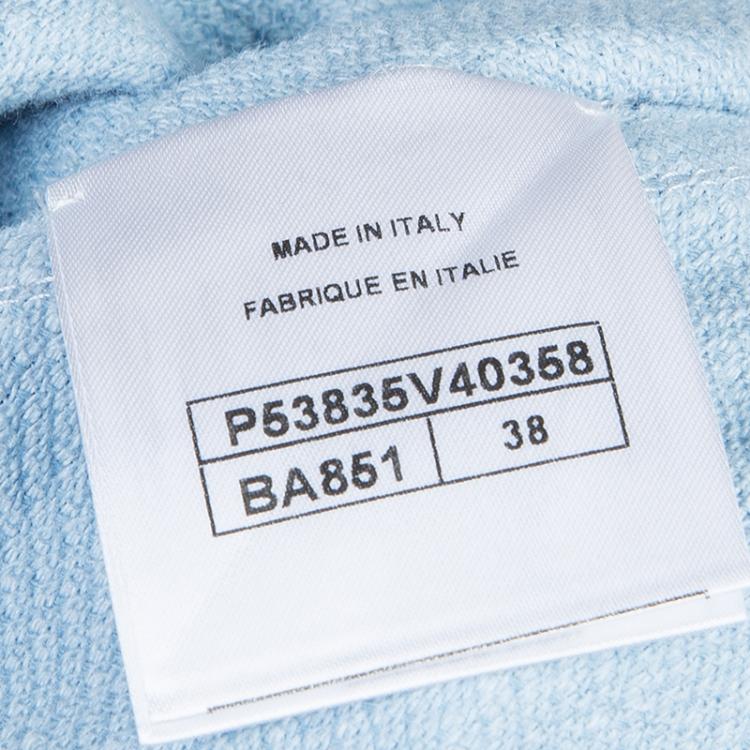 MADE IN ITALY
FABRIQUE EN ITALIE
P53835V40358
BA851 38